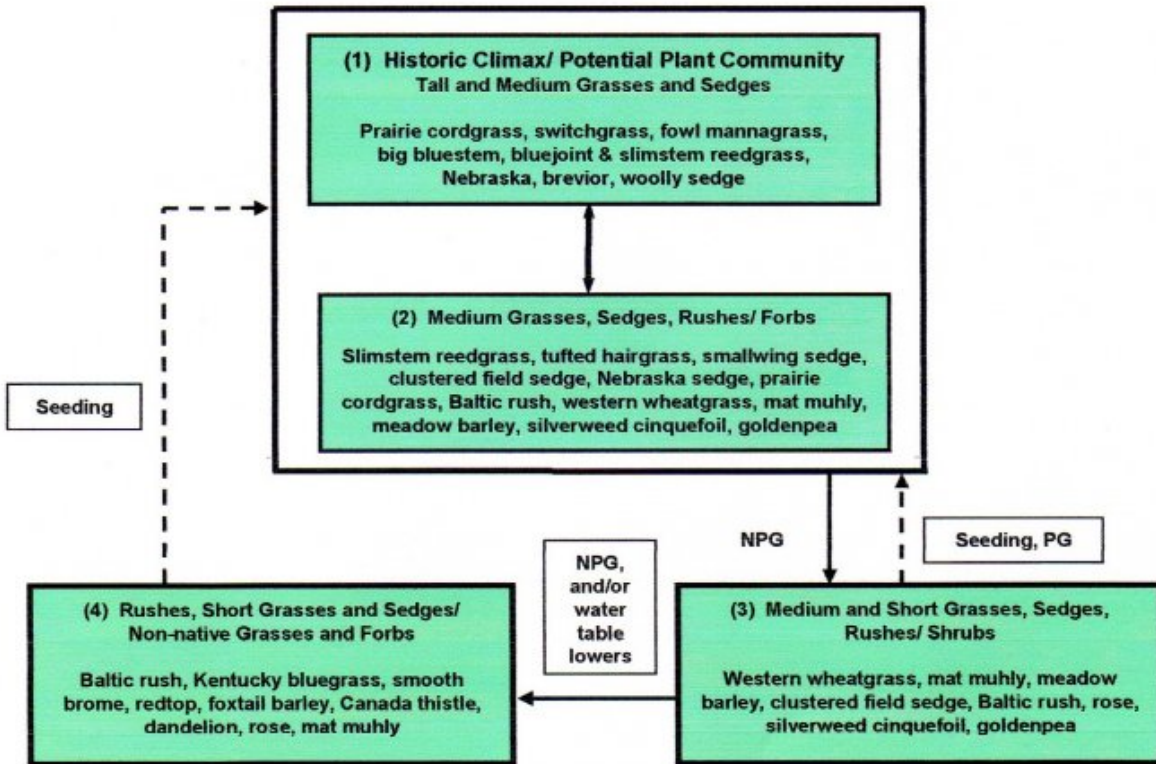 (1) Historic Climax/ Potential Plant Community
Tall and Medium Grasses and Sedges
Prairie cordgrass, switchgrass, fowl mannagrass,
big bluestem, bluejoint & slimstem reedgrass,
Nebraska, brevior, woolly sedge
(2) Medium Grasses, Sedges, Rushes/ Forbs
Slimstem reedgrass, tufted hairgrass, smallwing sedge,
clustered field sedge, Nebraska sedge, prairie
cordgrass, Baltic rush, western wheatgrass, mat muhly,
meadow barley, silverweed cinquefoil, goldenpea
Seeding
NPG
Seeding, PG
NPG,
and/or
water
table
lowers
(4) Rushes, Short Grasses and Sedges/
Non-native Grasses and Forbs
Baltic rush, Kentucky bluegrass, smooth
brome, redtop, foxtail barley, Canada thistle,
dandelion, rose, mat muhly
(3) Medium and Short Grasses, Sedges,
Rushes/ Shrubs
Western wheatgrass, mat muhly, meadow
barley, clustered field sedge, Baltic rush, rose,
silverweed cinquefoil, goldenpea